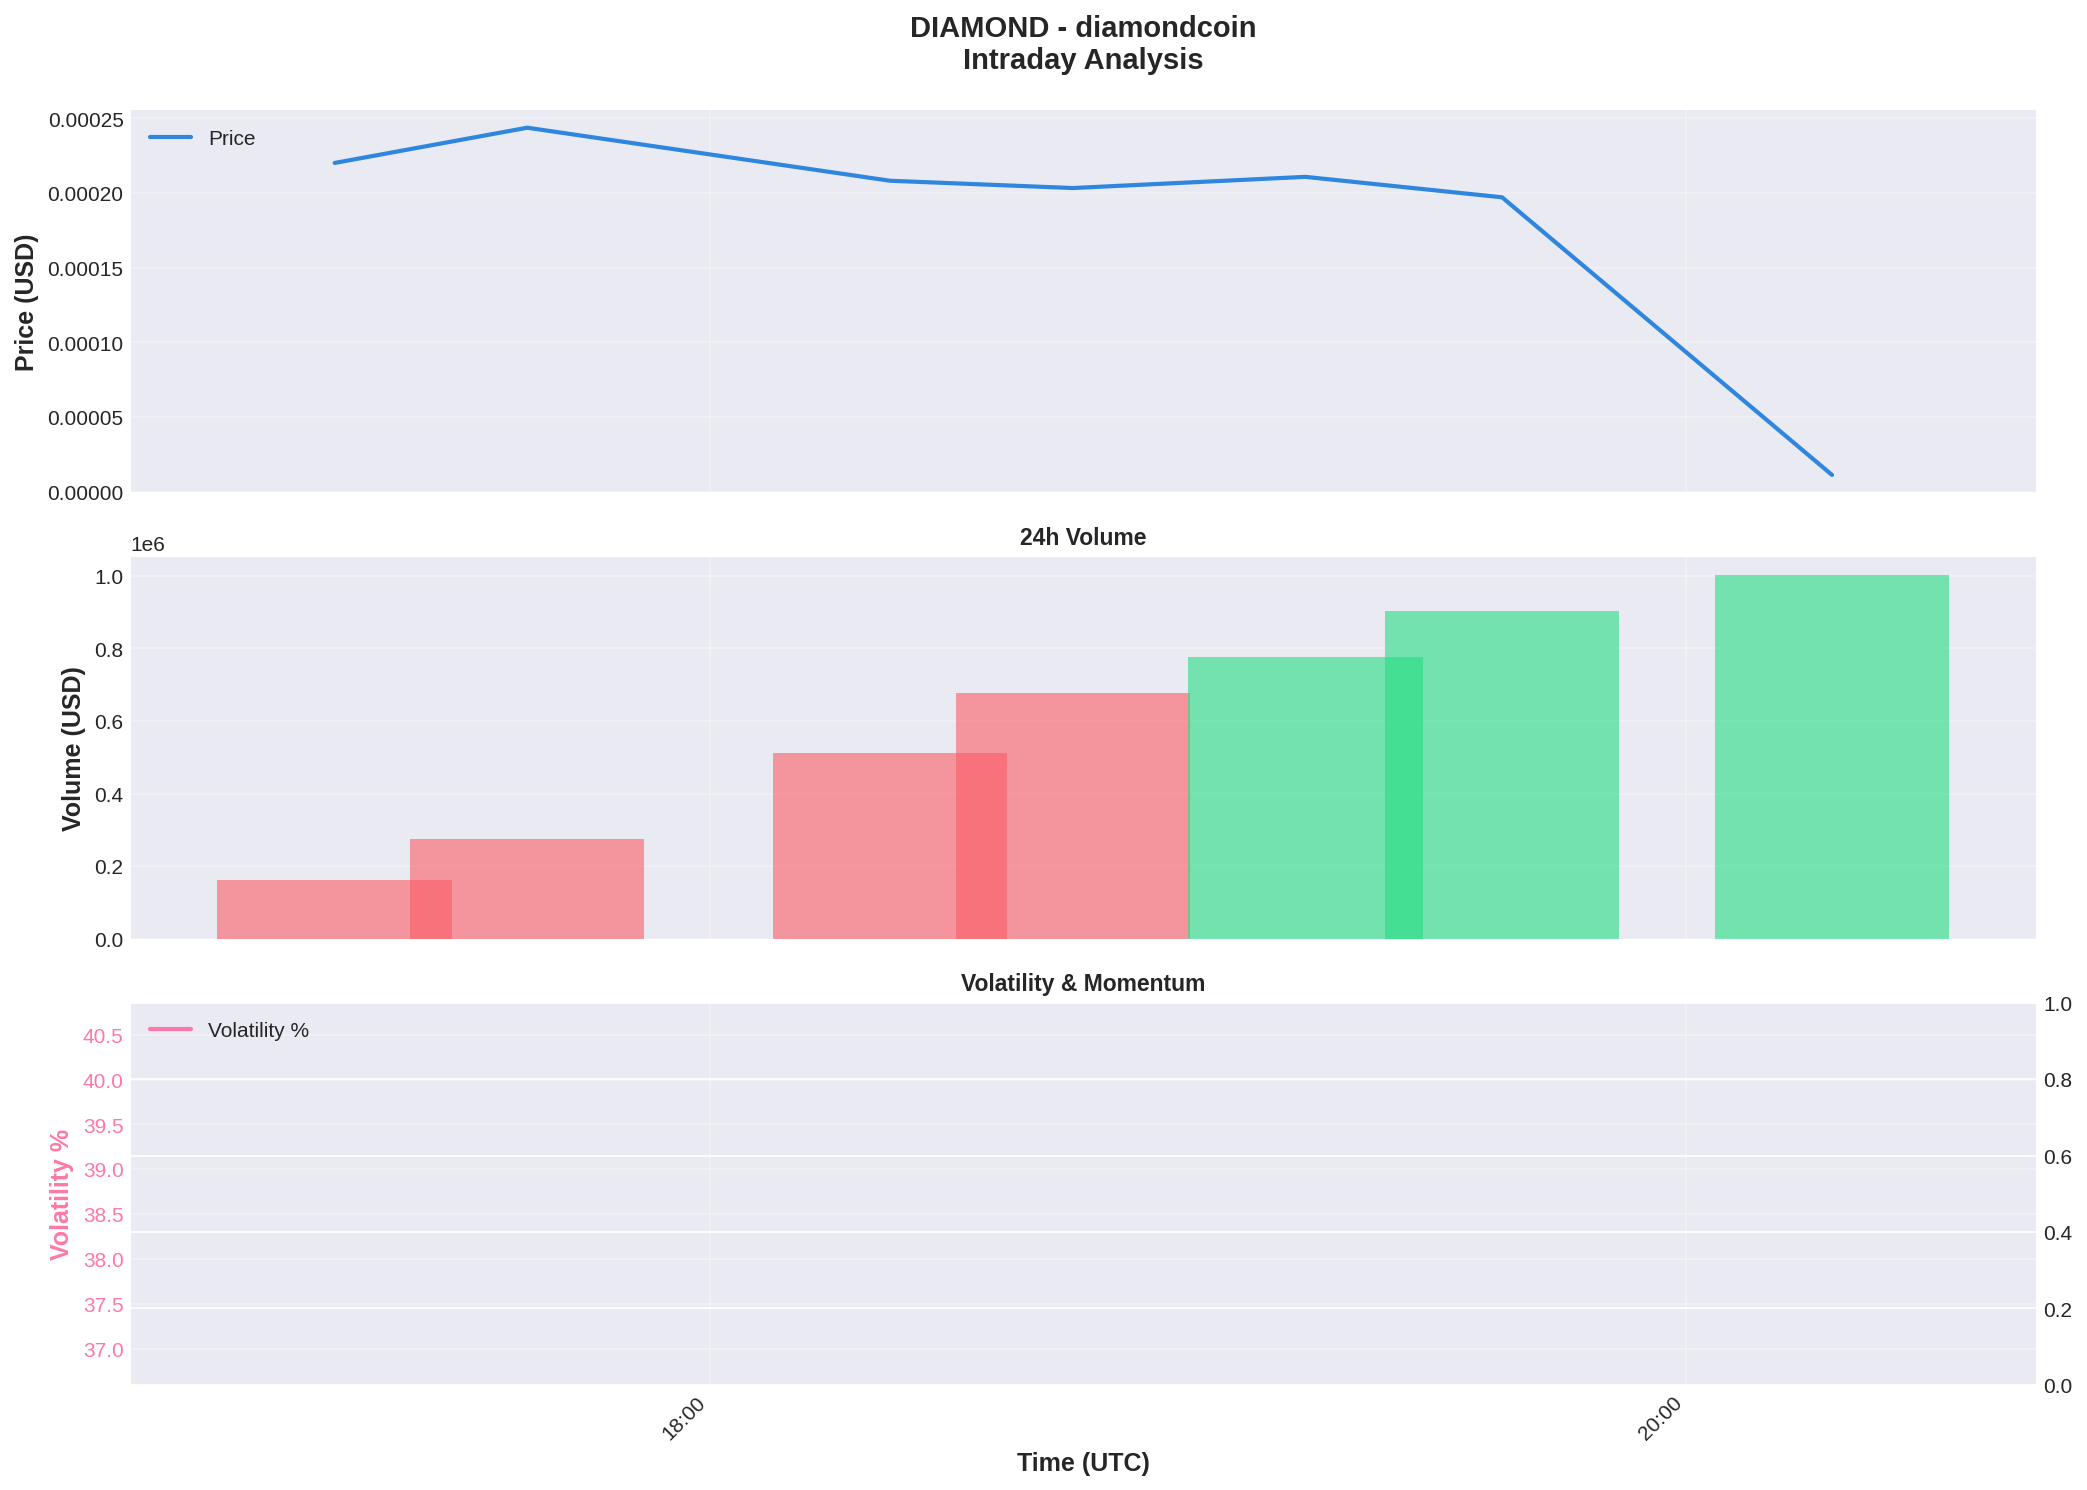 DIAMOND - diamondcoin
Intraday Analysis
Price
Price (USD)
0.00025
0.00020
0.00015
0.00010
0.00005
0.00000
24h Volume
1e6
Volume (USD)
1.0
0.8
0.6
0.4
0.2
0.0
Volatility & Momentum
Volatility %
Volatility %
40.5
40.0
39.5
39.0
38.5
38.0
37.5
37.0
1.0
0.8
0.6
0.4
0.2
0.0
18:00
20:00
Time (UTC)